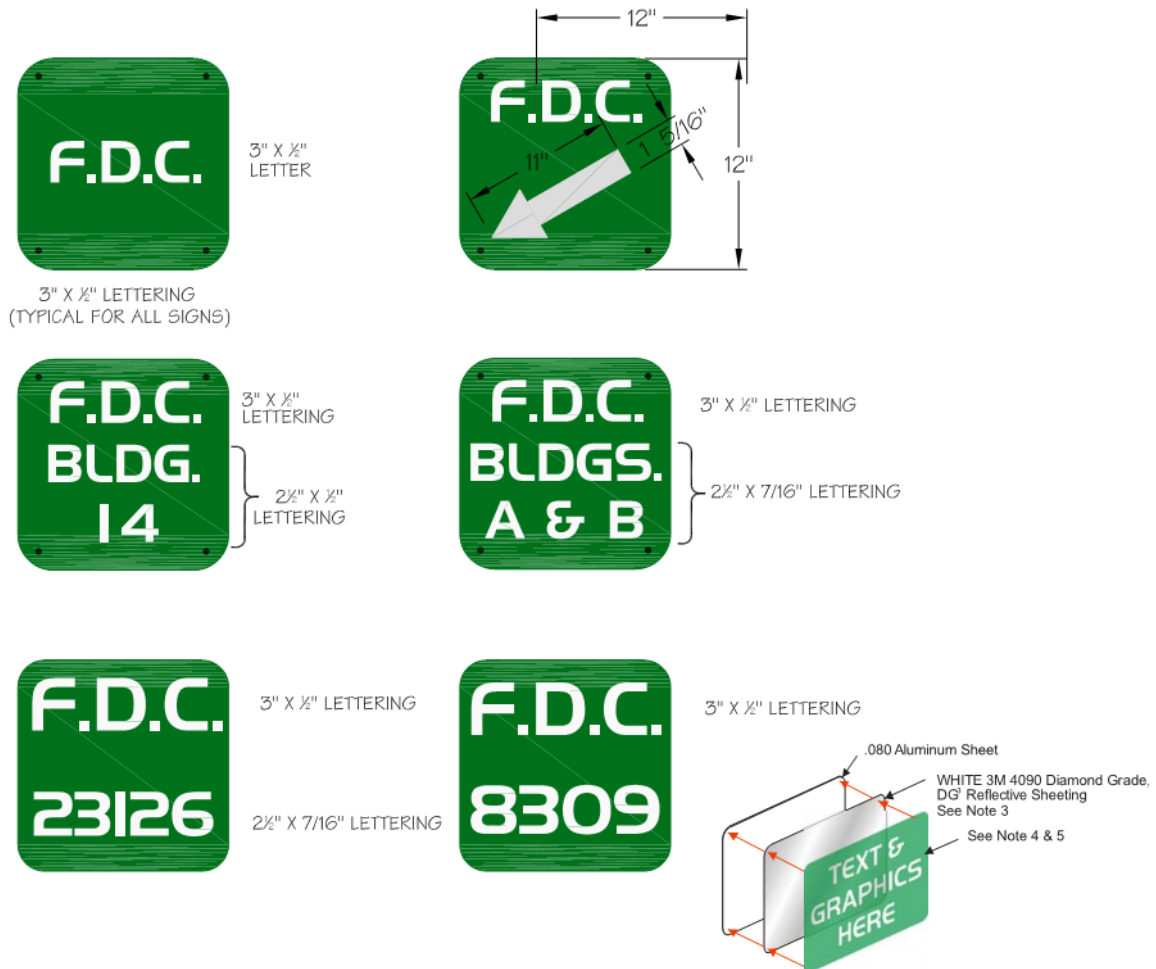 12"
F.D.C.
3" X ½"
LETTER
F.D.C.
11"
1 5/16"
12"
3" X ½" LETTERING
(TYPICAL FOR ALL SIGNS)
F.D.C.
BLDG.
14
3" X ½"
LETTERING
2½" X ½"
LETTERING
F.D.C.
BLDGS.
A & B
3" X ½" LETTERING
2½" X 7/16" LETTERING
F.D.C.
23126
3" X ½" LETTERING
2½" X 7/16" LETTERING
F.D.C.
8309
3" X ½" LETTERING
.080 Aluminum Sheet
WHITE 3M 4090 Diamond Grade,
DG³ Reflective Sheeting
See Note 3
See Note 4 & 5
TEXT &
GRAPHICS
HERE